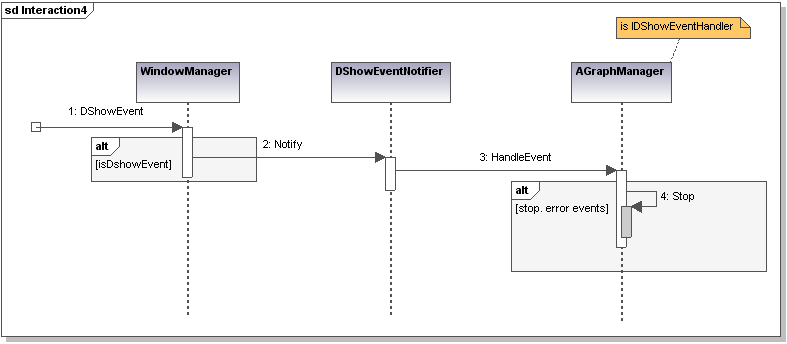 sd Interaction4
is IDShowEventHandler
WindowManager
DShowEventNotifier
AGraphManager
1: DShowEvent
alt
[isDshowEvent]
2: Notify
3: HandleEvent
alt
[stop. error events]
4: Stop